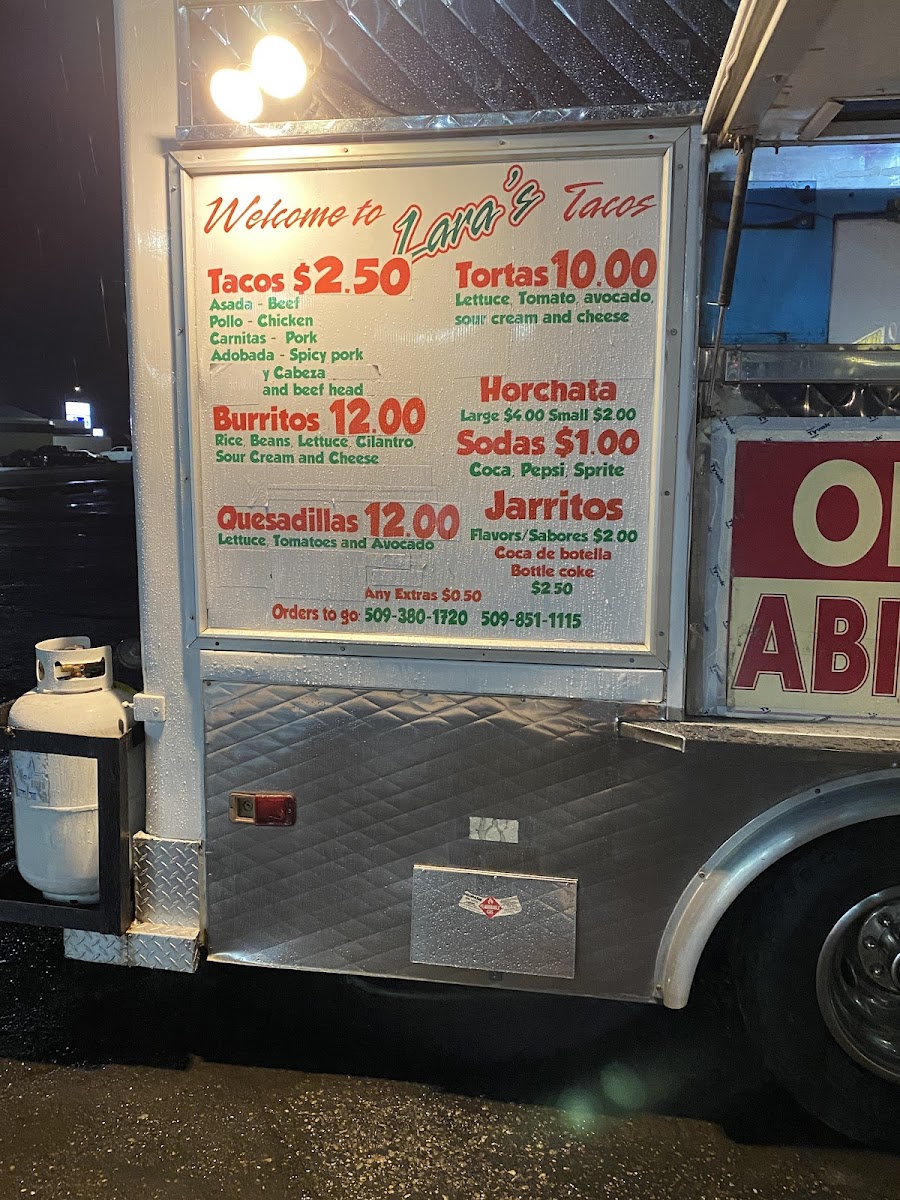 Welcome to Lara's Tacos
Tacos $2.50
Asada - Beef
Pollo - Chicken
Carnitas - Pork
Adobada - Spicy pork
y Cabeza
and beef head
Burritos 12.00
Rice, Beans, Lettuce, Cilantro,
Sour Cream and Cheese
Quesadillas 12.00
Lettuce, Tomatoes and Avocado
Tortas 10.00
Lettuce, Tomato, avocado,
sour cream and cheese
Horchata
Large $4.00 Small $2.00
Sodas $1.00
Coca, Pepsi, Sprite
Jarritos
Flavors/Sabores $2.00
Coca de botella
Bottle coke
$2.50
Any Extras $0.50
Orders to go: 509-380-1720 509-851-1115
ABI